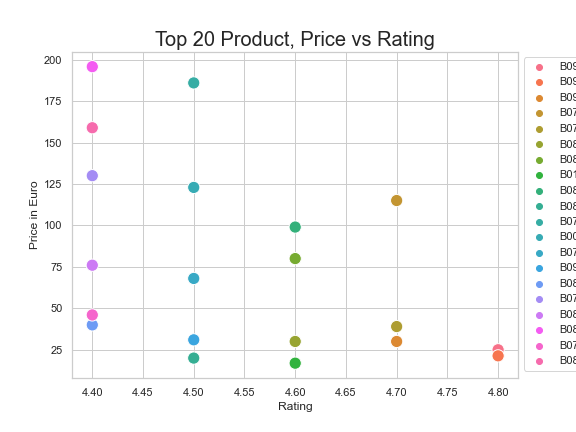 Top 20 Product, Price vs Rating
200
175
150
125
100
75
50
25
Price in Euro
4.40 4.45 4.50 4.55 4.60 4.65 4.70 4.75 4.80
Rating
B09
B09
B09
B07
B07
B08
B08
B01
B08
B08
B07
B00
B07
B09
B08
B07
B08
B08
B07
B08